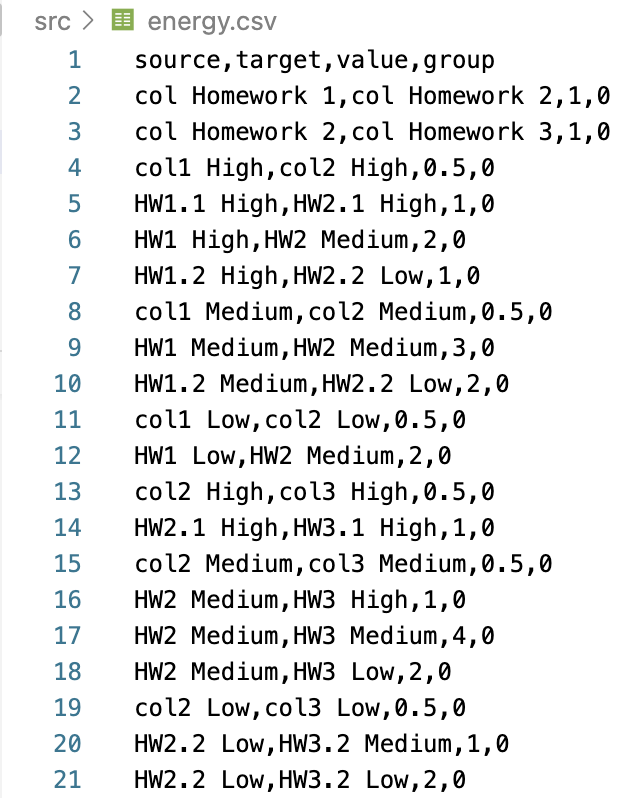 src > energy.csv
1 source,target,value,group
2 col Homework 1,col Homework 2,1,0
3 col Homework 2,col Homework 3,1,0
4 col1 High,col2 High,0.5,0
5 HW1.1 High,HW2.1 High,1,0
6 HW1 High,HW2 Medium,2,0
7 HW1.2 High,HW2.2 Low,1,0
8 col1 Medium,col2 Medium,0.5,0
9 HW1 Medium,HW2 Medium,3,0
10 HW1.2 Medium,HW2.2 Low,2,0
11 col1 Low,col2 Low,0.5,0
12 HW1 Low,HW2 Medium,2,0
13 col2 High,col3 High,0.5,0
14 HW2.1 High,HW3.1 High,1,0
15 col2 Medium,col3 Medium,0.5,0
16 HW2 Medium,HW3 High,1,0
17 HW2 Medium,HW3 Medium,4,0
18 HW2 Medium,HW3 Low,2,0
19 col2 Low,col3 Low,0.5,0
20 HW2.2 Low,HW3.2 Medium,1,0
21 HW2.2 Low,HW3.2 Low,2,0